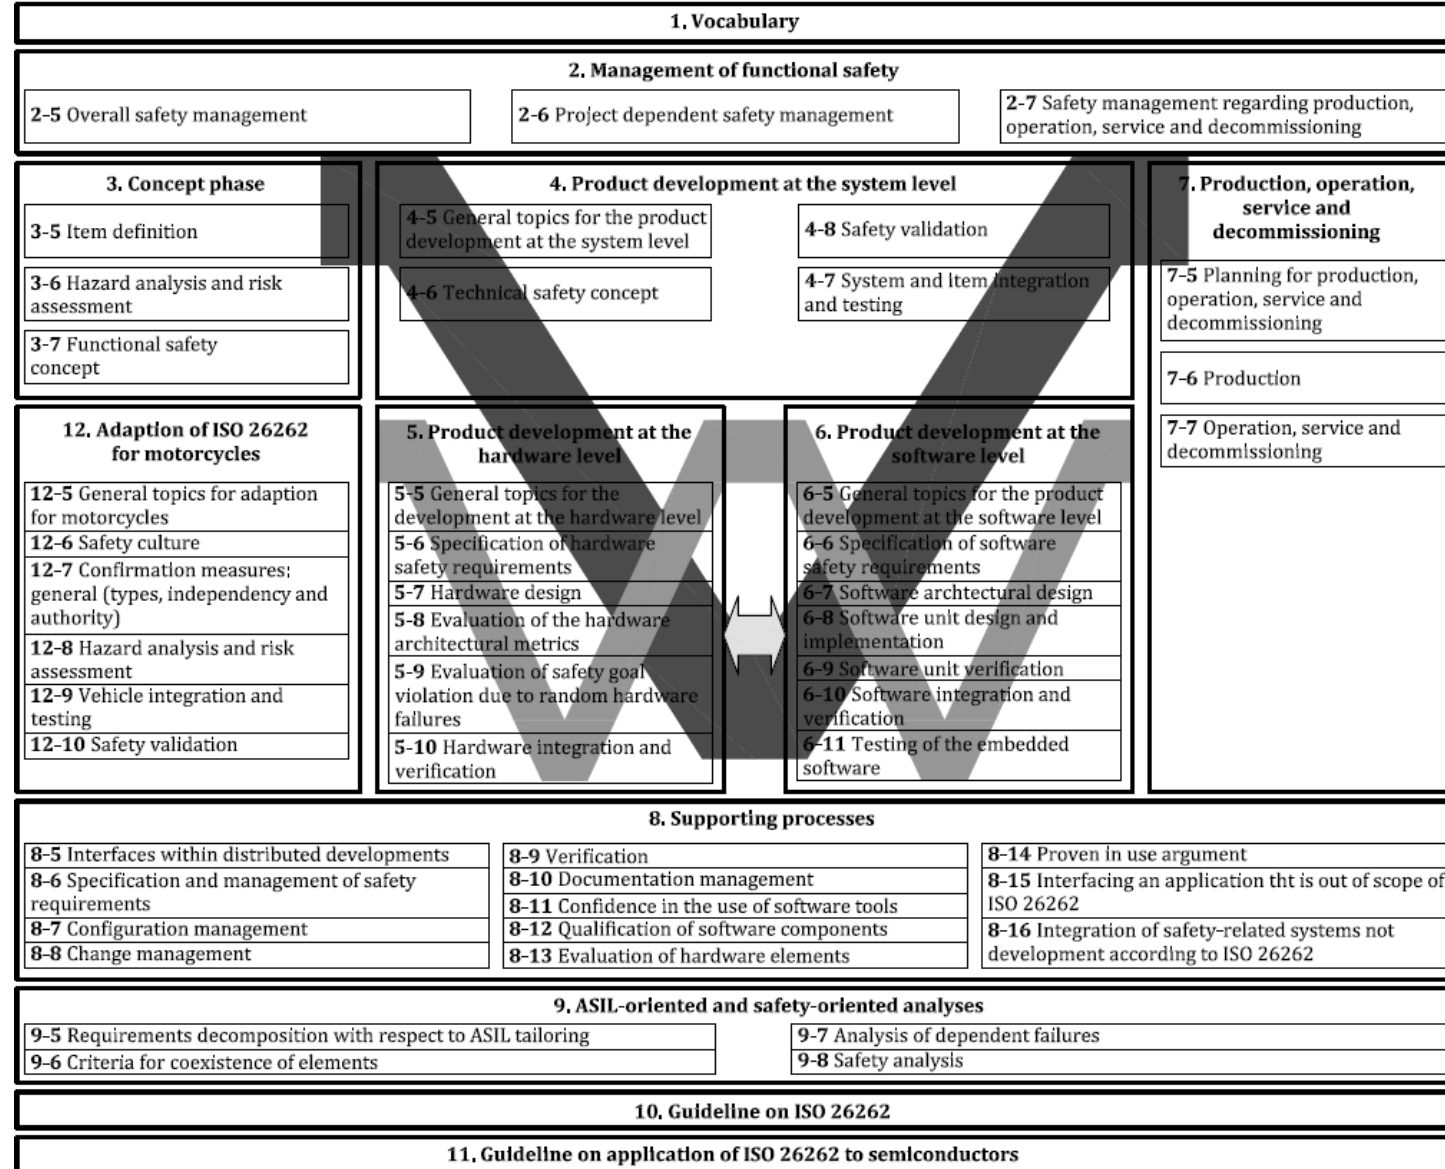 1. Vocabulary
2. Management of functional safety
2-5 Overall safety management
2-6 Project dependent safety management
2-7 Safety management regarding production,
operation, service and decommissioning
3. Concept phase
3-5 Item definition
3-6 Hazard analysis and risk
assessment
3-7 Functional safety
concept
4. Product development at the system level
4-5 General topics for the product
development at the system level
4-6 Technical safety concept
4-8 Safety validation
4-7 System and item integration
and testing
7. Production, operation,
service and
decommissioning
7-5 Planning for production,
operation, service and
decommissioning
7-6 Production
7-7 Operation, service and
decommissioning
12. Adaption of ISO 26262
for motorcycles
12-5 General topics for adaption
for motorcycles
12-6 Safety culture
12-7 Confirmation measures:
general (types, independency and
authority)
12-8 Hazard analysis and risk
assessment
12-9 Vehicle integration and
testing
12-10 Safety validation
5. Product development at the
hardware level
5-5 General topics for the
development at the hardware level
5-6 Specification of hardware
safety requirements
5-7 Hardware design
5-8 Evaluation of the hardware
architectural metrics
5-9 Evaluation of safety goal
violation due to random hardware
failures
5-10 Hardware integration and
verification
6. Product development at the
software level
6-5 General topics for the product
development at the software level
6-6 Specification of software
safety requirements
6-7 Software archtectural design
6-8 Software unit design and
implementation
6-9 Software unit verification
6-10 Software integration and
verification
6-11 Testing of the embedded
software
8. Supporting processes
8-5 Interfaces within distributed developments
8-6 Specification and management of safety
requirements
8-7 Configuration management
8-8 Change management
8-9 Verification
8-10 Documentation management
8-11 Confidence in the use of software tools
8-12 Qualification of software components
8-13 Evaluation of hardware elements
8-14 Proven in use argument
8-15 Interfacing an application tht is out of scope of
ISO 26262
8-16 Integration of safety-related systems not
development according to ISO 26262
9. ASIL-oriented and safety-oriented analyses
9-5 Requirements decomposition with respect to ASIL tailoring
9-6 Criteria for coexistence of elements
9-7 Analysis of dependent failures
9-8 Safety analysis
10. Guideline on ISO 26262
11. Guideline on application of ISO 26262 to semiconductors